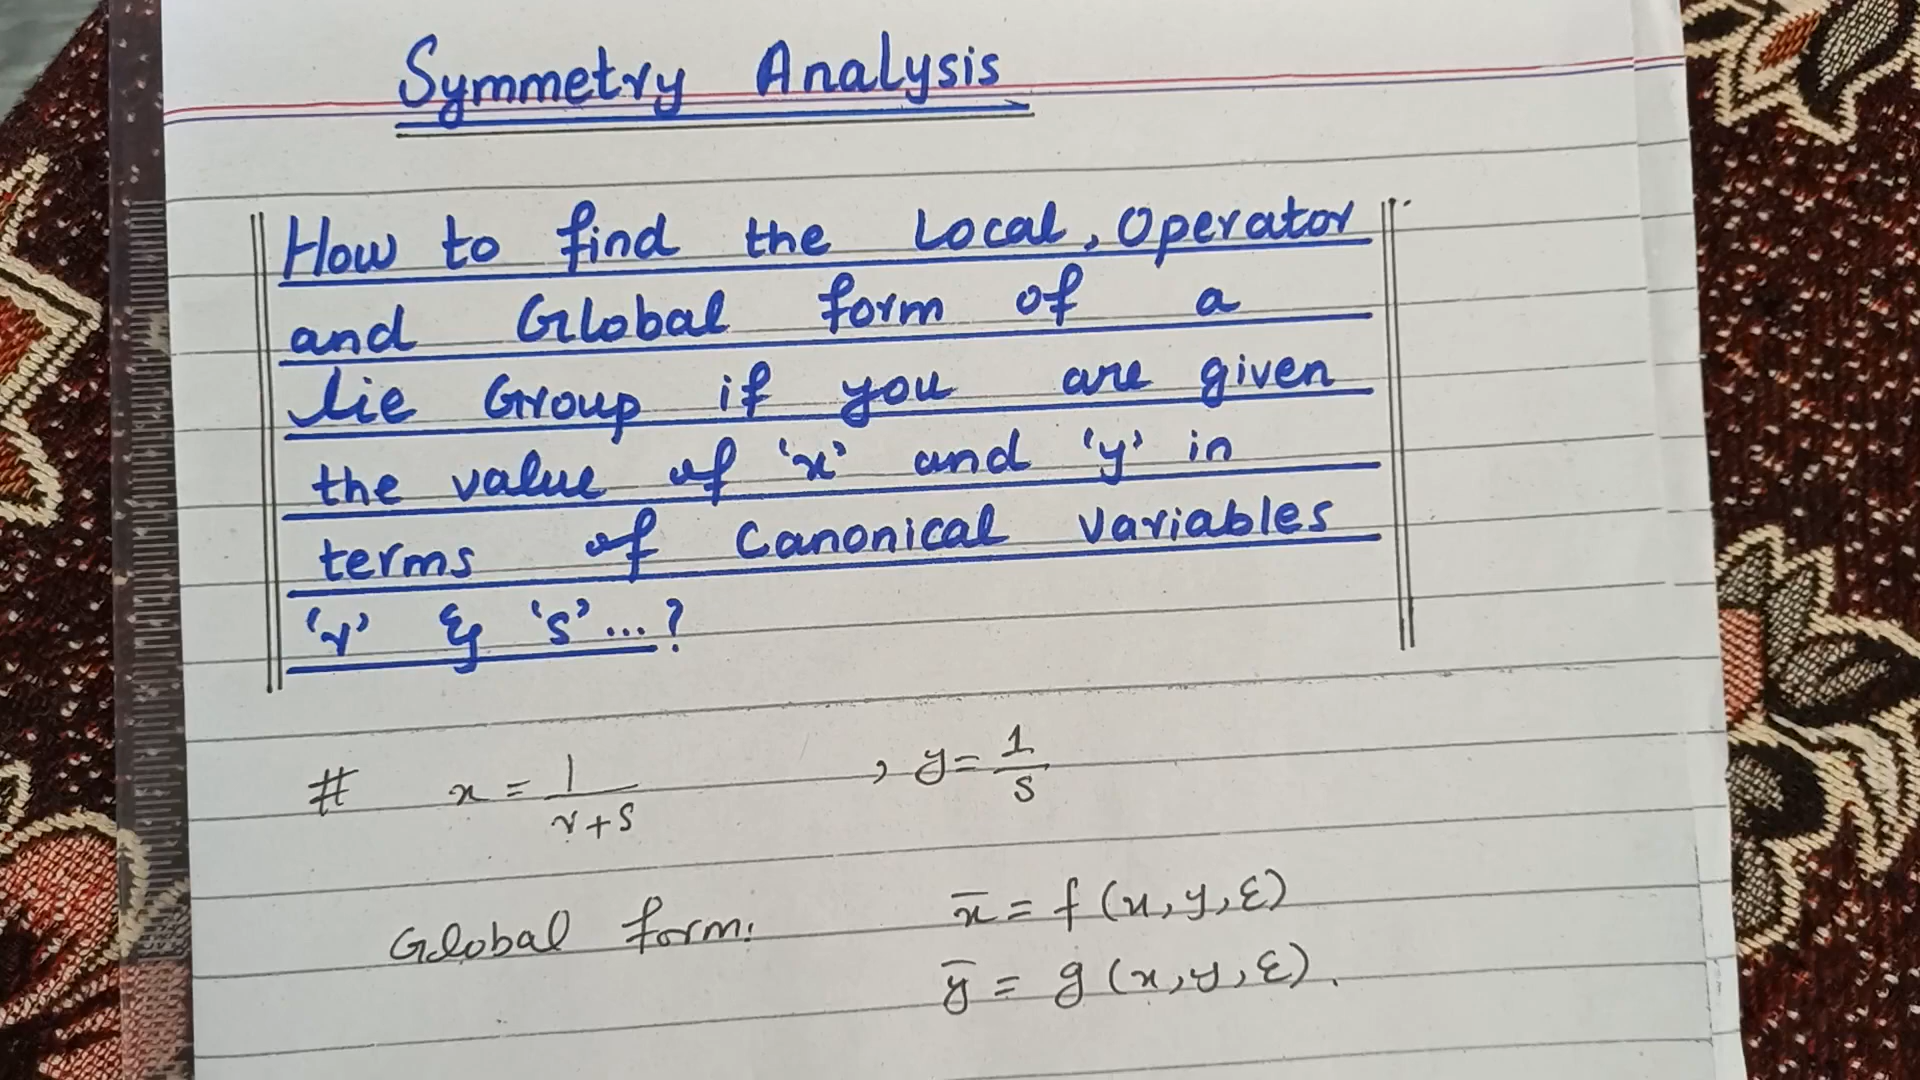 Symmetry Analysis
How to find the Local, Operator
and Global form of a
lie Group if you are given
the value of 'x' and 'y' in
terms of Canonical variables
'r' & 's'...?
# x = 1/(r+s) , y = 1/s
Global form: x̄ = f(x,y,ε)
ȳ = g(x,y,ε).